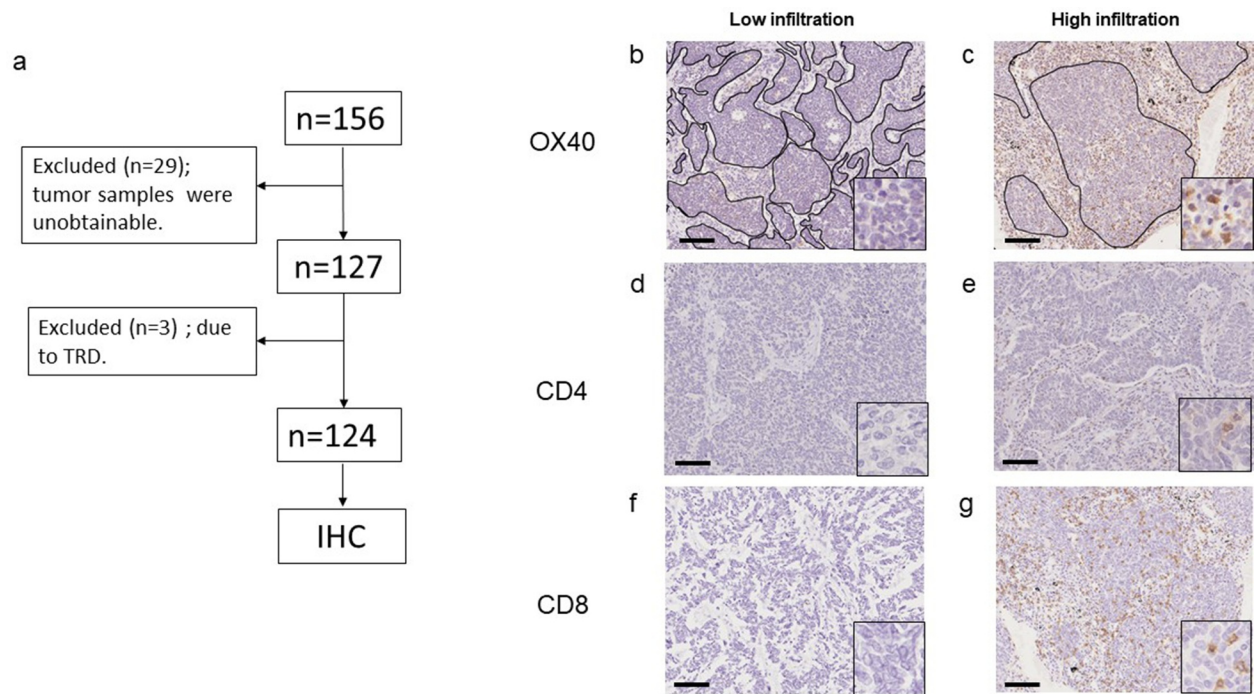 a
n=156
Excluded (n=29);
tumor samples were
unobtainable.
n=127
Excluded (n=3) ; due
to TRD.
n=124
IHC
Low infiltration
High infiltration
OX40
b
c
CD4
d
e
CD8
f
g